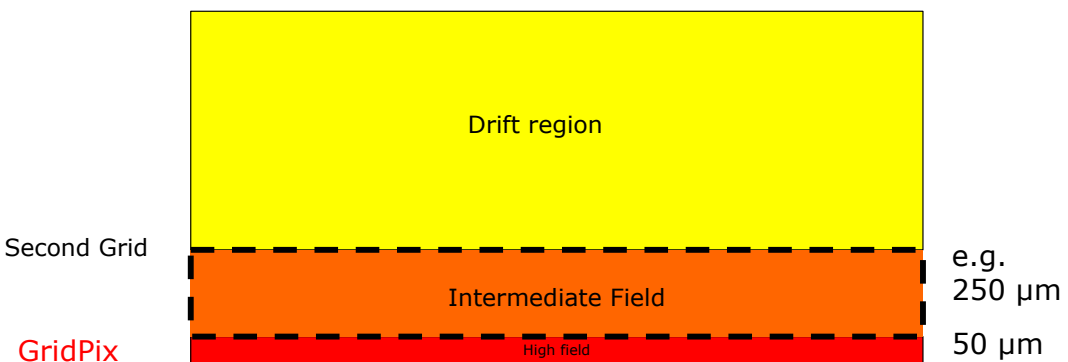 Drift region
Second Grid
e.g.
250 μm
Intermediate Field
GridPix
High field
50 μm